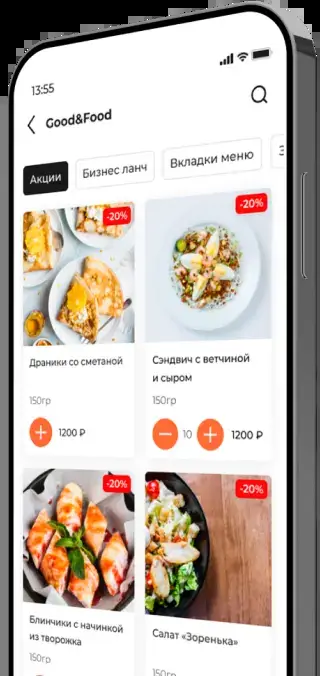 13:55
Good&Food
Акции
Бизнес ланч
Вкладки меню
-20%
-20%
Драники со сметаной
150гр
1200 ₽
Сэндвич с ветчиной
и сыром
150гр
10
1200 ₽
-20%
-20%
Блинчики с начинкой
из творожка
150гр
Салат «Зоренька»
150гр